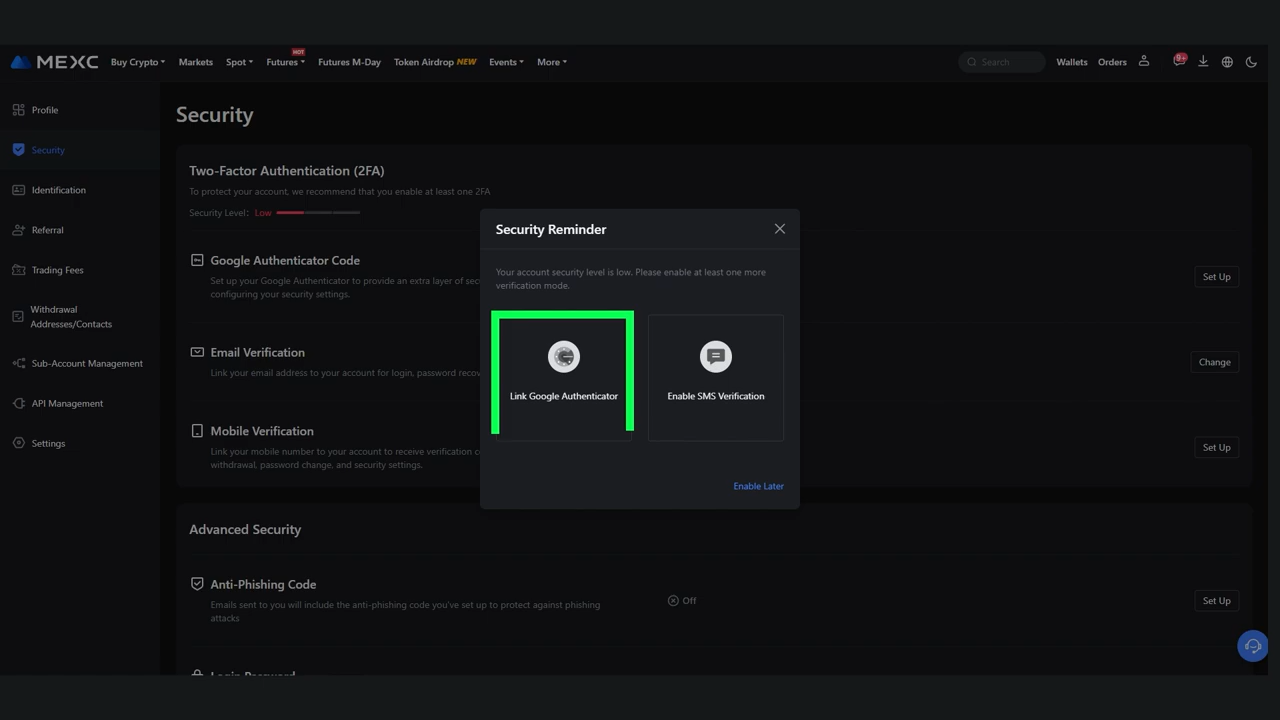 MEXC Buy Crypto Markets Spot Futures HOT Futures M-Day Token Airdrop NEW Events More Search Wallets Orders 9+
Profile
Security
Identification
Referral
Trading Fees
Withdrawal
Addresses/Contacts
Sub-Account Management
API Management
Settings
Security
Two-Factor Authentication (2FA)
To protect your account, we recommend that you enable at least one 2FA
Security Level: Low
Google Authenticator Code
Set up your Google Authenticator to provide an extra layer of sec
configuring your security settings.
Set Up
Email Verification
Link your email address to your account for login, password recov
Change
Mobile Verification
Link your mobile number to your account to receive verification c
withdrawal, password change, and security settings.
Set Up
Security Reminder
Your account security level is low. Please enable at least one more
verification mode.
Link Google Authenticator
Enable SMS Verification
Enable Later
Advanced Security
Anti-Phishing Code
Emails sent to you will include the anti-phishing code you've set up to protect against phishing
attacks
Off
Set Up
Login Password